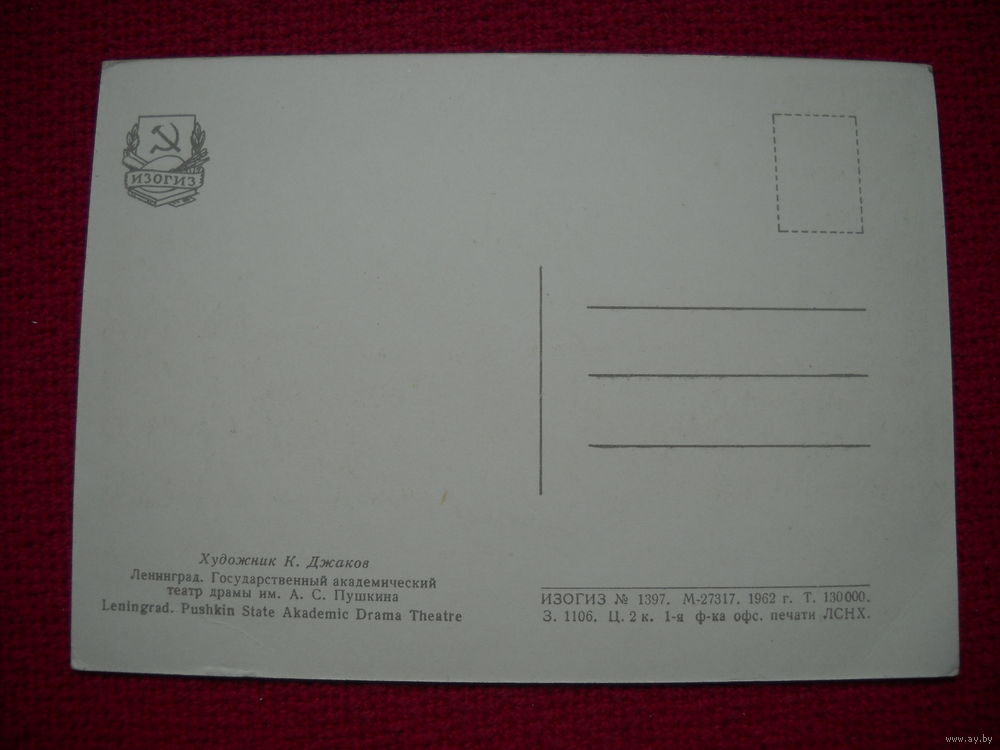 ИЗОГИЗ
Художник К. Джаков
Ленинград. Государственный академический
театр драмы им. А. С. Пушкина
Leningrad. Pushkin State Akademic Drama Theatre
ИЗОГИЗ № 1397. М-27317. 1962 г. Т. 130000.
З. 1106. Ц. 2 к. 1-я ф-ка офс. печати ЛСНХ.
www.ay.by